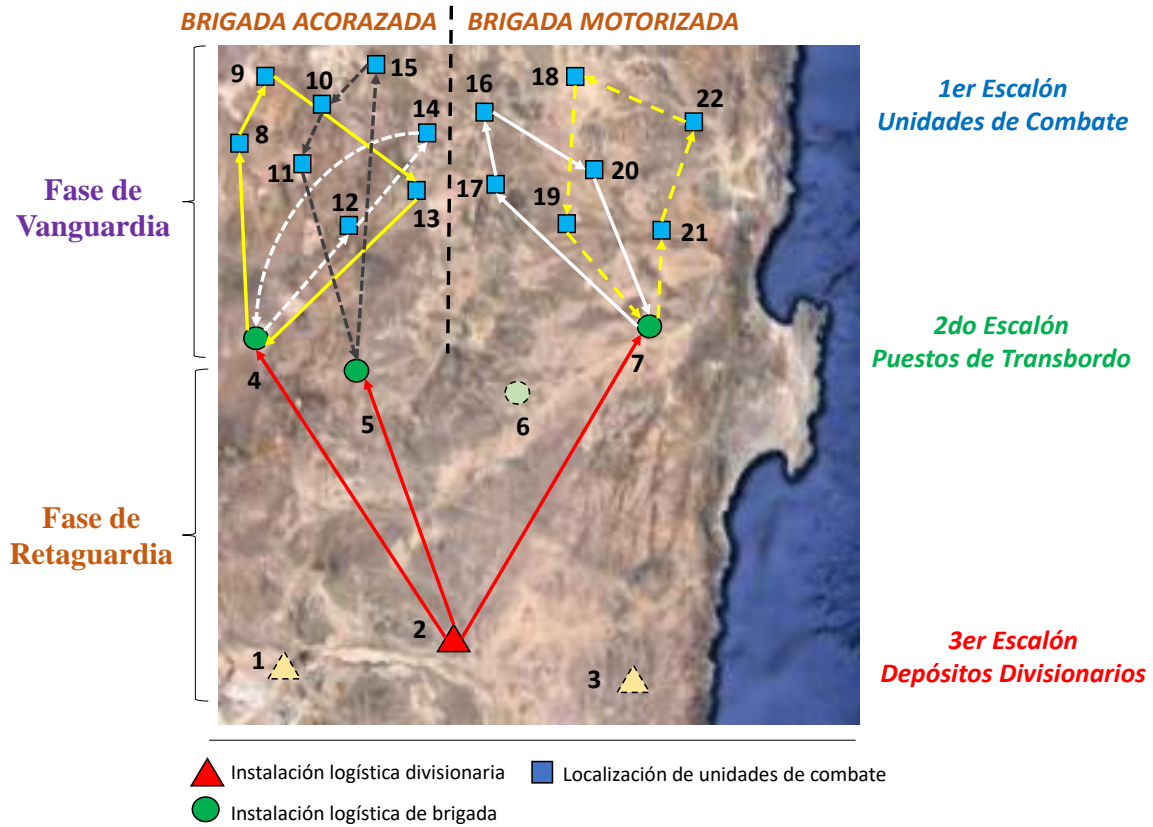 BRIGADA ACORAZADA
BRIGADA MOTORIZADA
9
10
15
16
18
8
14
22
11
17
20
12
13
19
21
1er Escalón
Unidades de Combate
Fase de
Vanguardia
4
5
6
7
2do Escalón
Puestos de Transbordo
Fase de
Retaguardia
2
1
3
3er Escalón
Depósitos Divisionarios
Instalación logística divisionaria
Localización de unidades de combate
Instalación logística de brigada